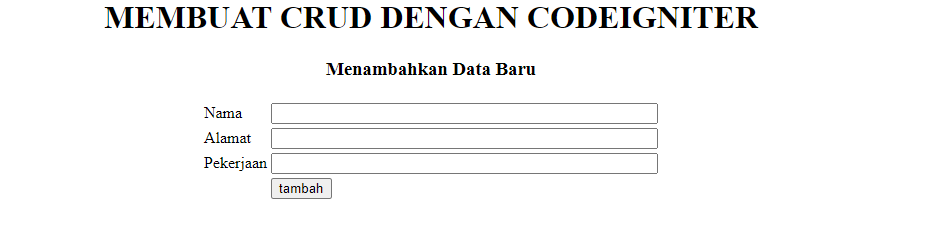 MEMBUAT CRUD DENGAN CODEIGNITER
Menambahkan Data Baru
Nama
Alamat
Pekerjaan
tambah